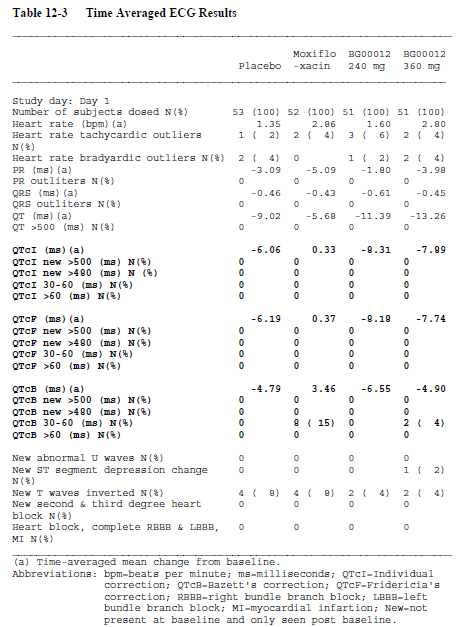 Table 12-3 Time Averaged ECG Results
Moxiflo BG00012 BG00012
Placebo -xacin 240 mg 360 mg
Study day: Day 1
Number of subjects dosed N(%) 53 (100) 52 (100) 51 (100) 51 (100)
Heart rate (bpm)(a) 1.35 2.86 1.60 2.80
Heart rate tachycardic outliers 1 ( 2) 2 ( 4) 3 ( 6) 2 ( 4)
N(%)
Heart rate bradyardic outliers N(%) 2 ( 4) 0 1 ( 2) 2 ( 4)
PR (ms)(a) -3.09 -5.09 -1.80 -3.98
PR outliters N(%) 0 0 0 0
QRS (ms)(a) -0.46 -0.43 -0.61 -0.45
QRS outliters N(%) 0 0 0 0
QT (ms)(a) -9.02 -5.68 -11.39 -13.26
QT >500 (ms) N(%) 0 0 0 0
QTcI (ms)(a) -6.06 0.33 -8.31 -7.89
QTcI new >500 (ms) N(%) 0 0 0 0
QTcI new >480 (ms) N (%) 0 0 0 0
QTcI 30-60 (ms) N(%) 0 0 0 0
QTcI >60 (ms) N(%) 0 0 0 0
QTcF (ms)(a) -6.19 0.37 -8.18 -7.74
QTcF new >500 (ms) N(%) 0 0 0 0
QTcF new >480 (ms) N(%) 0 0 0 0
QTcF 30-60 (ms) N(%) 0 0 0 0
QTcF >60 (ms) N(%) 0 0 0 0
QTcB (ms)(a) -4.79 3.46 -6.55 -4.90
QTcB new >500 (ms) N(%) 0 0 0 0
QTcB new >480 (ms) N(%) 0 0 0 0
QTcB 30-60 (ms) N(%) 0 8 ( 15) 0 2 ( 4)
QTcB >60 (ms) N(%) 0 0 0 0
New abnormal U waves N(%) 0 0 0 0
New ST segment depression change 0 0 0 1 ( 2)
N(%)
New T waves inverted N(%) 4 ( 8) 4 ( 8) 2 ( 4) 2 ( 4)
New second & third degree heart 0 0 0 0
block N(%)
Heart block, complete RBBB & LBBB, 0 0 0 0
MI N(%)
(a) Time-averaged mean change from baseline.
Abbreviations: bpm-beats per minute; ms-milliseconds; QTcI-Individual
correction; QTcB-Bazett's correction; QTcF-Fridericia's
correction; RBBB-right bundle branch block; LBBB-left
bundle branch block; MI-myocardial infartion; New-not
present at baseline and only seen post baseline.